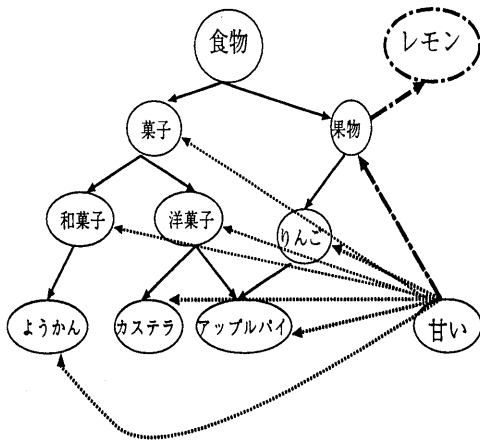 食物
レモン
菓子
果物
和菓子
洋菓子
りんご
ようかん
カステラ
アップルパイ
甘い